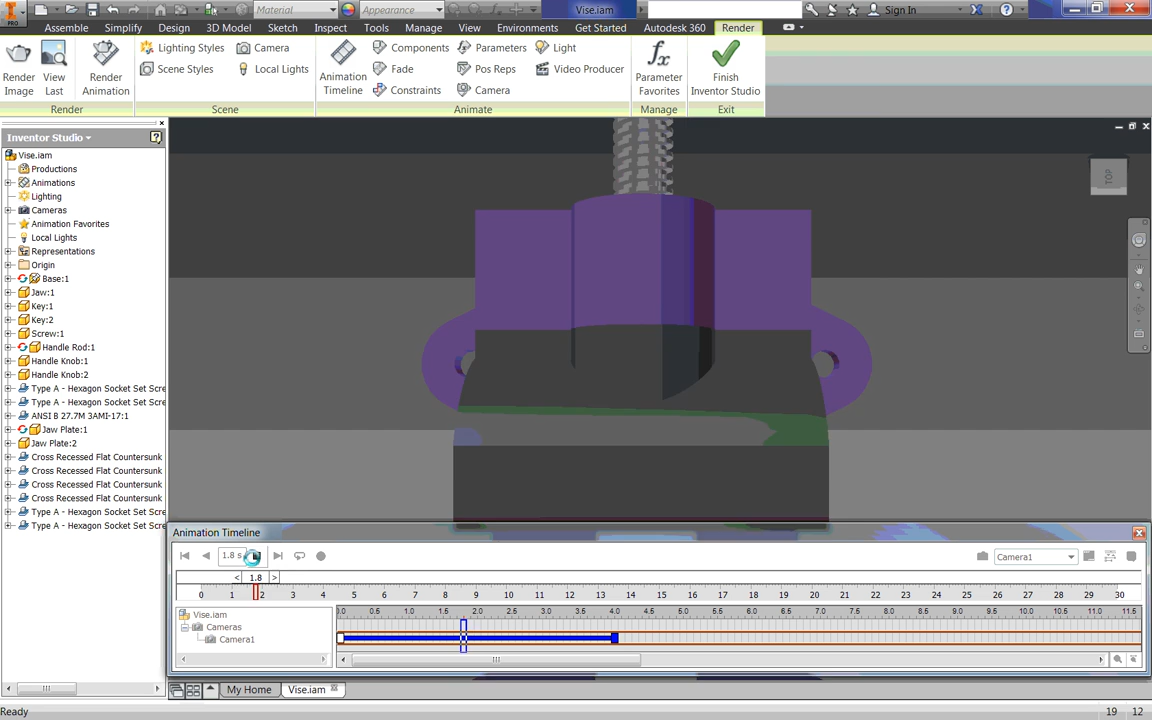 PRO
Material
Appearance
Vise.iam
Sign In
Assemble Simplify Design 3D Model Sketch Inspect Tools Manage View Environments Get Started Autodesk 360 Render
Render Image
View Last
Render Animation
Lighting Styles
Camera
Scene Styles
Local Lights
Animation Timeline
Components
Parameters
Light
Fade
Pos Reps
Video Producer
Constraints
Camera
Parameter Favorites
Finish Inventor Studio
Render Scene Animate Manage Exit
Inventor Studio
Vise.iam
Productions
Animations
Lighting
Cameras
Animation Favorites
Local Lights
Representations
Origin
Base:1
Jaw:1
Key:1
Key:2
Screw:1
Handle Rod:1
Handle Knob:1
Handle Knob:2
Type A - Hexagon Socket Set Scre
Type A - Hexagon Socket Set Scre
ANSI B 27.7M 3AMI-17:1
Jaw Plate:1
Jaw Plate:2
Cross Recessed Flat Countersunk
Cross Recessed Flat Countersunk
Cross Recessed Flat Countersunk
Cross Recessed Flat Countersunk
Type A - Hexagon Socket Set Scre
Type A - Hexagon Socket Set Scre
TOP
Animation Timeline
1.8 s
Camera1
< 1.8 >
0 1 2 3 4 5 6 7 8 9 10 11 12 13 14 15 16 17 18 19 20 21 22 23 24 25 26 27 28 29 30
Vise.iam
0.0 0.5 1.0 1.5 2.0 2.5 3.0 3.5 4.0 4.5 5.0 5.5 6.0 6.5 7.0 7.5 8.0 8.5 9.0 9.5 10.0 10.5 11.0 11.5
Cameras
Camera1
My Home
Vise.iam
Ready
19 12